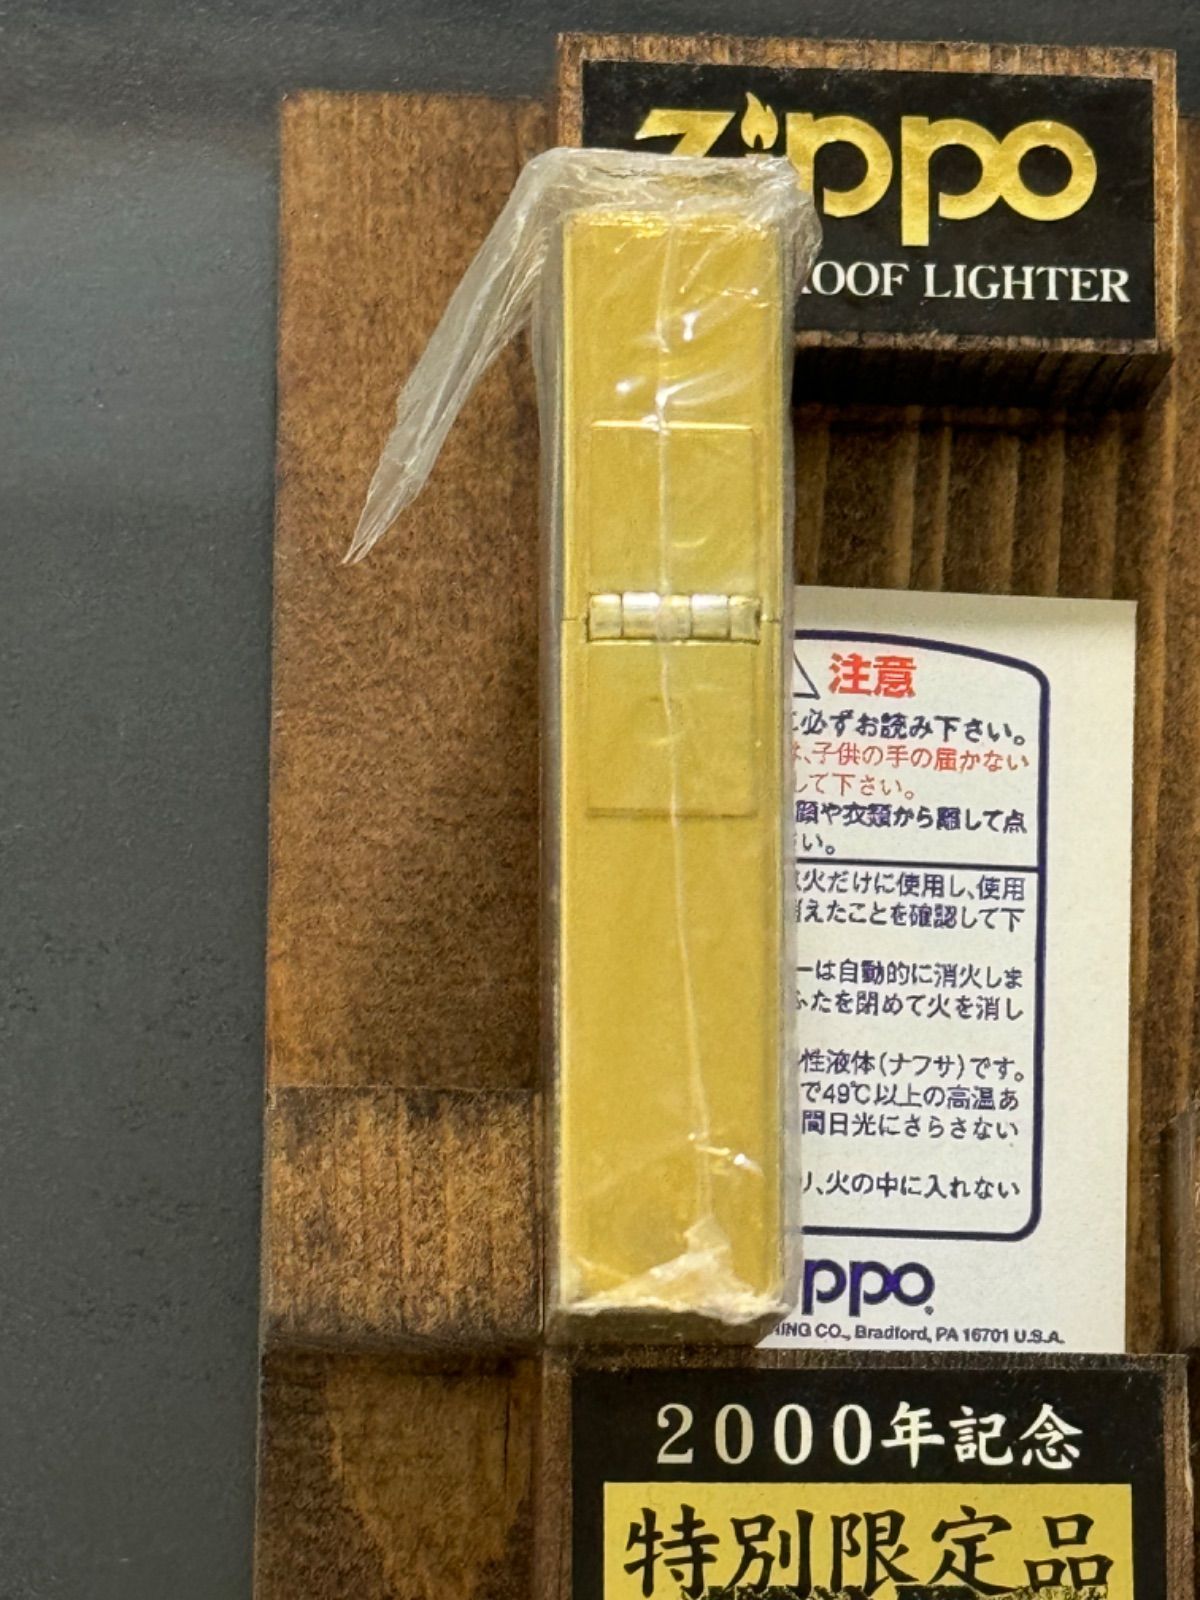 zippo
ROOF LIGHTER
注意
に必ずお読み下さい。
は、子供の手の届かない
して下さい。
顔や衣類から離して点
い。
火だけに使用し、使用
消えたことを確認して下
ーは自動的に消火しま
ふたを閉めて火を消し
性液体(ナフサ)です。
で49℃以上の高温あ
間日光にさらさない
り、火の中に入れない
ippo
HING CO., Bradford, PA 16701 U.S.A.
2000年記念
特別限定品